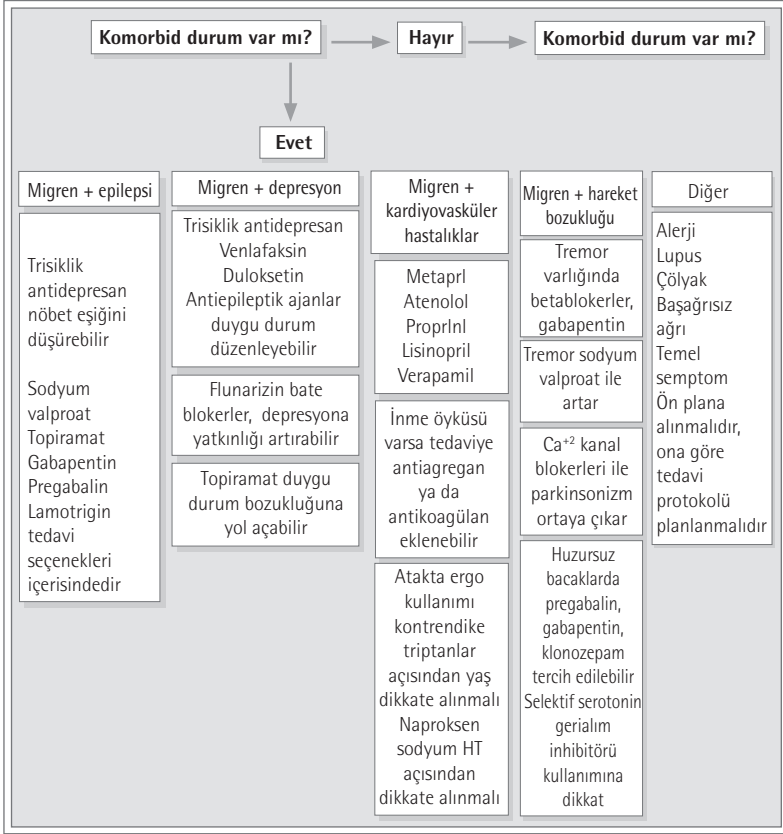 Komorbid durum var mı?
Hayır
Komorbid durum var mı?
Evet
Migren + epilepsi
Trisiklik
antidepresan
nöbet eşiğini
düşürebilir
Sodyum
valproat
Topiramat
Gabapentin
Pregabalin
Lamotrigin
tedavi
seçenekleri
içerisindedir
Migren + depresyon
Trisiklik antidepresan
Venlafaksin
Duloksetin
Antiepileptik ajanlar
duygu durum
düzenleyebilir
Flunarizin bate
blokerler, depresyona
yatkınlığı artırabilir
Topiramat duygu
durum bozukluğuna
yol açabilir
Migren +
kardiyovasküler
hastalıklar
Metaprl
Atenolol
Proprlnl
Lisinopril
Verapamil
İnme öyküsü
varsa tedaviye
antiagregan
ya da
antikoagülan
eklenebilir
Atakta ergo
kullanımı
kontrendike
triptanlar
açısından yaş
dikkate alınmalı
Naproksen
sodyum HT
açısından
dikkate alınmalı
Migren + hareket
bozukluğu
Tremor
varlığında
betablokerler,
gabapentin
Tremor sodyum
valproat ile
artar
Ca⁺² kanal
blokerleri ile
parkinsonizm
ortaya çıkar
Huzursuz
bacaklarda
pregabalin,
gabapentin,
klonozepam
tercih edilebilir
Selektif serotonin
gerialım
inhibitörü
kullanımına
dikkat
Diğer
Alerji
Lupus
Çölyak
Başağrısız
ağrı
Temel
semptom
Ön plana
alınmalıdır,
ona göre
tedavi
protokolü
planlanmalıdır